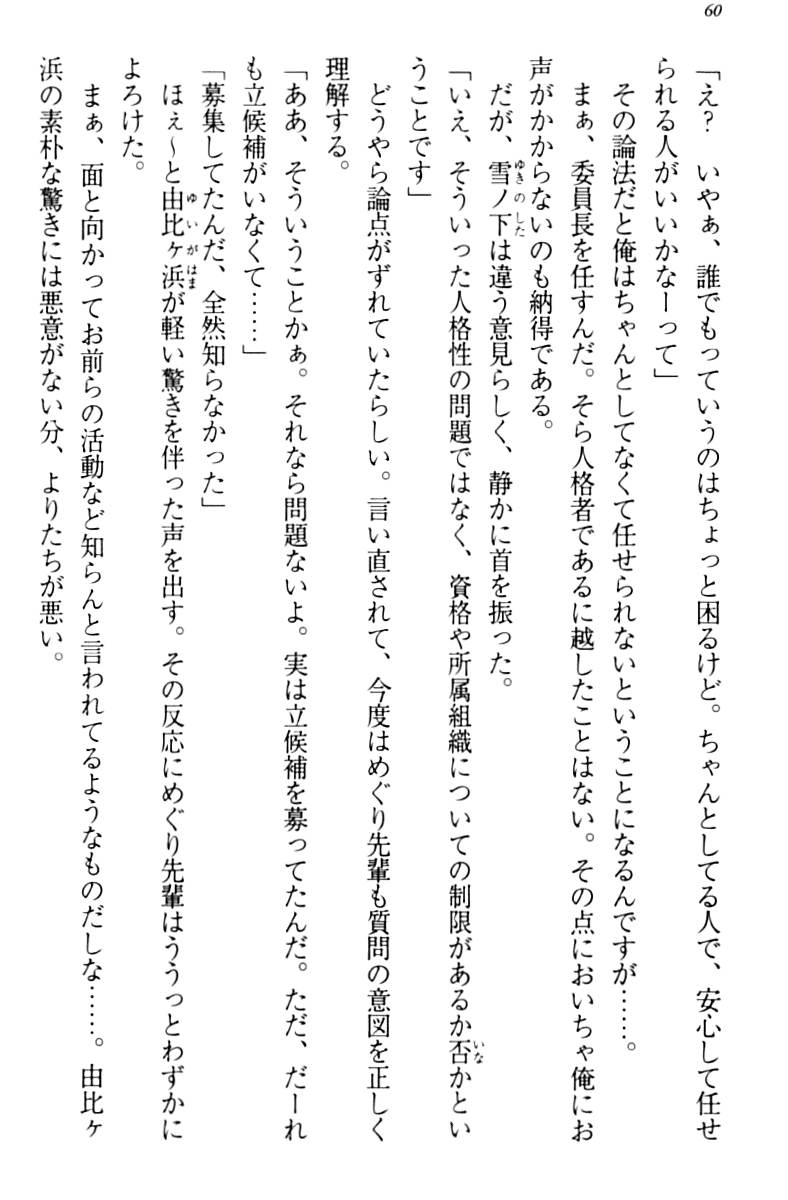 60
「え？　いやぁ、誰でもっていうのはちょっと困るけど。ちゃんとしてる人で、安心して任せ
られる人がいいかなーって」
　その論法だと俺はちゃんとしてなくて任せられないということになるんですが……。
　まぁ、委員長を任すんだ。そら人格者であるに越したことはない。その点においちゃ俺にお
声がかからないのも納得である。
　だが、雪ノ下は違う意見らしく、静かに首を振った。
「いえ、そういった人格性の問題ではなく、資格や所属組織についての制限があるか否かとい
うことです」
　どうやら論点がずれていたらしい。言い直されて、今度はめぐり先輩も質問の意図を正しく
理解する。
「ああ、そういうことかぁ。それなら問題ないよ。実は立候補を募ってたんだ。ただ、だーれ
も立候補がいなくて……」
「募集してたんだ、全然知らなかった」
　ほぇ〜と由比ヶ浜が軽い驚きを伴った声を出す。その反応にめぐり先輩はううっとわずかに
よろけた。
　まぁ、面と向かってお前らの活動など知らんと言われてるようなものだしな……。由比ヶ
浜の素朴な驚きには悪意がない分、よりたちが悪い。